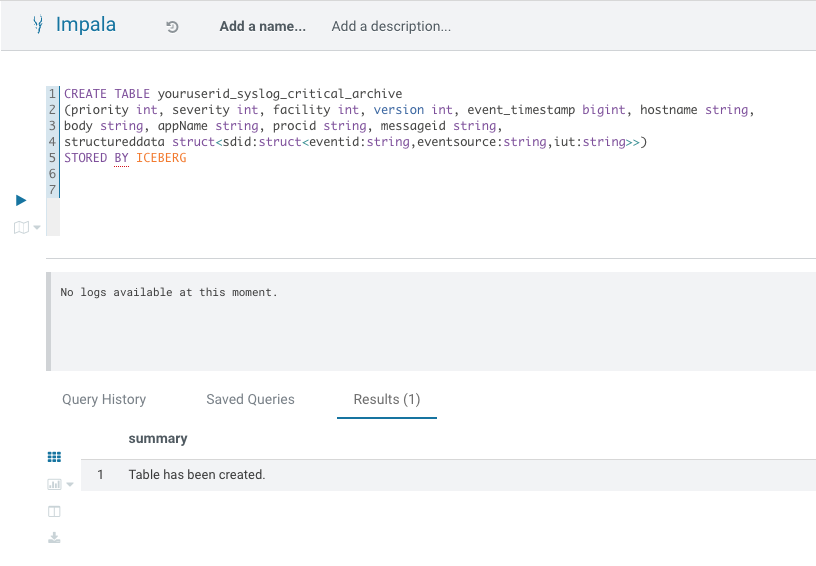 Impala Add a name... Add a description...
1 CREATE TABLE youruserid_syslog_critical_archive
2 (priority int, severity int, facility int, version int, event_timestamp bigint, hostname string,
3 body string, appName string, procid string, messageid string,
4 structureddata struct<sdid:struct<eventid:string,eventsource:string,iut:string>>)
5 STORED BY ICEBERG
6
7
No logs available at this moment.
Query History Saved Queries Results (1)
summary
1 Table has been created.